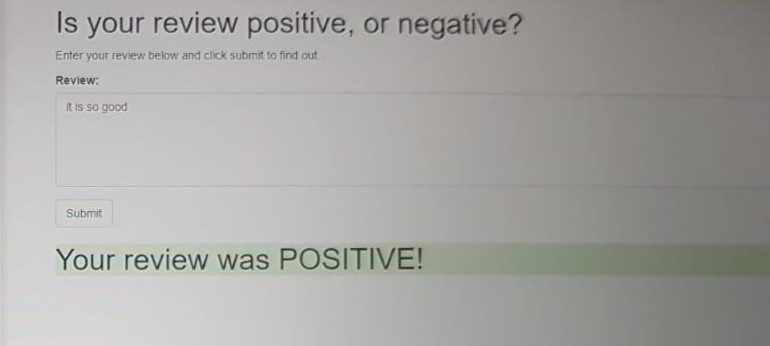 Is your review positive, or negative?
Enter your review below and click submit to find out
Review:
it is so good
Submit
Your review was POSITIVE!